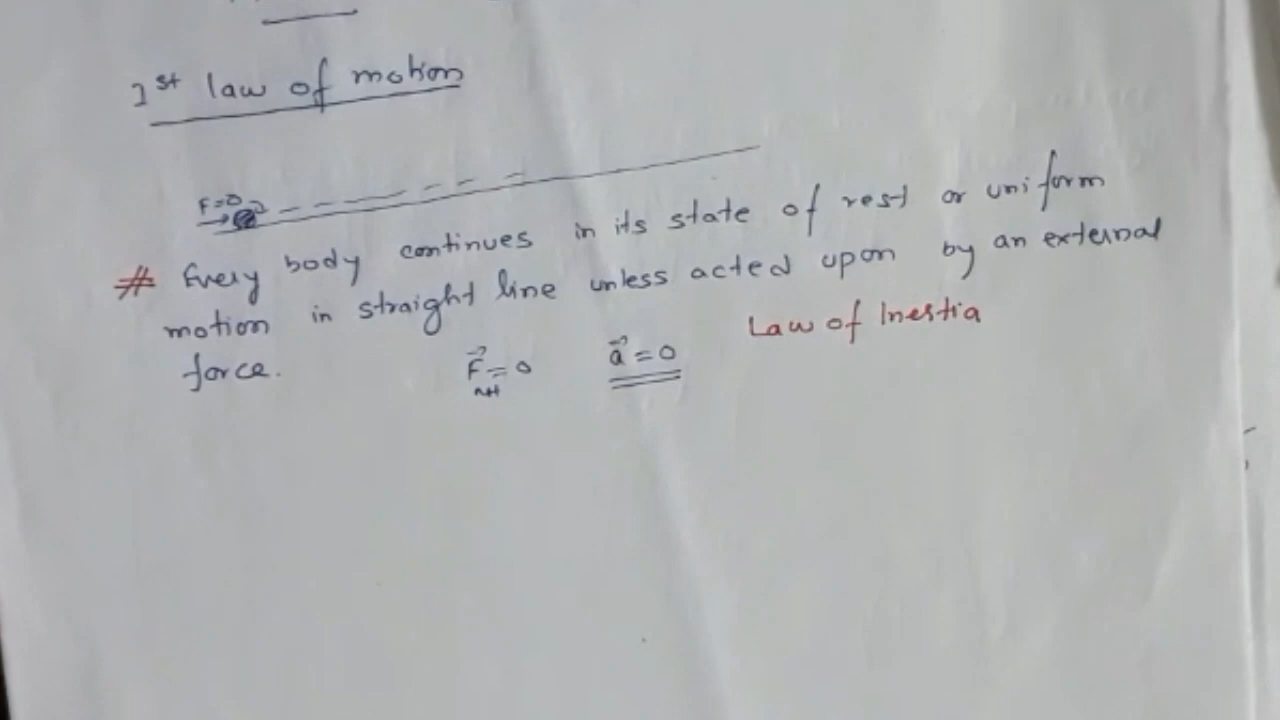 1st law of motion
F=0
# Every body continues in its state of rest or uniform
motion in straight line unless acted upon by an external
force.
F⃗ net = 0 a⃗ = 0 Law of Inertia